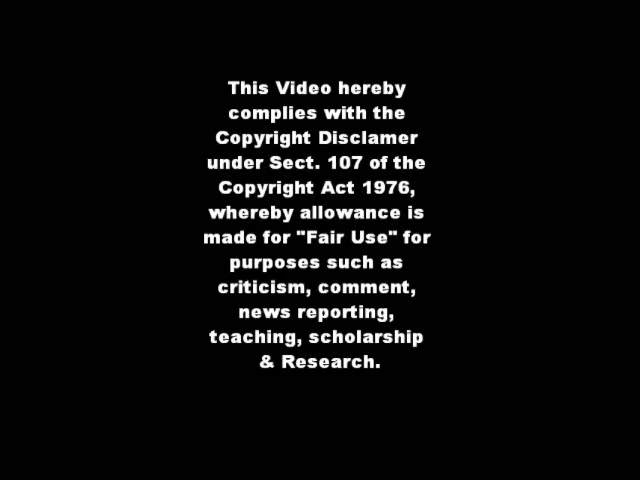 This Video hereby
complies with the
Copyright Disclamer
under Sect. 107 of the
Copyright Act 1976,
whereby allowance is
made for "Fair Use" for
purposes such as
criticism, comment,
news reporting,
teaching, scholarship
& Research.